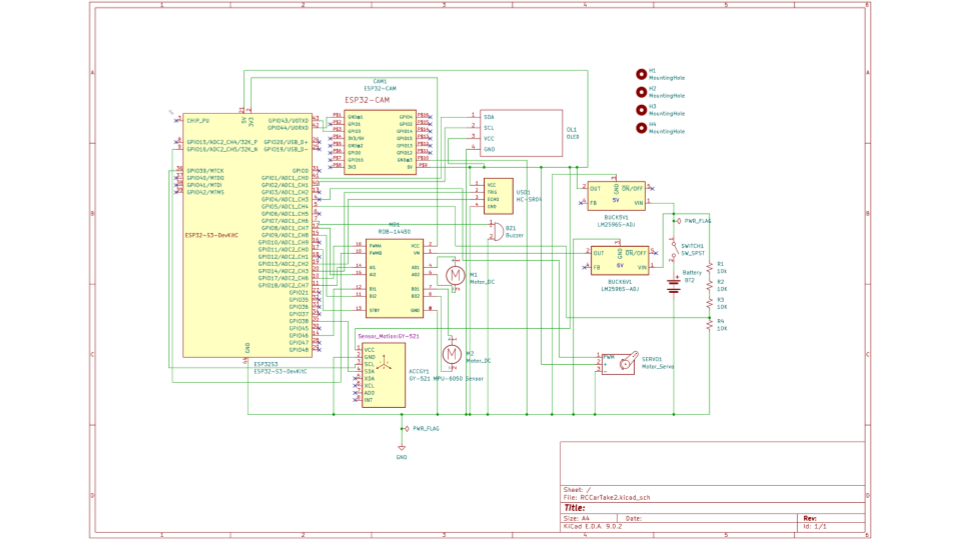 1 2 3 4 5 6
A
B
C
D
CAM1
ESP32-CAM
ESP32-CAM
H1
MountingHole
H2
MountingHole
H3
MountingHole
H4
MountingHole
CHIP_PU
5V
3V3
GPIO43/U0TXD
GPIO44/U0RXD
GPIO20/USB_D+
GPIO19/USB_D-
GPIO0
GPIO1/ADC1_CH0
GPIO2/ADC1_CH1
GPIO3/ADC1_CH2
GPIO4/ADC1_CH3
GPIO5/ADC1_CH4
GPIO6/ADC1_CH5
GPIO7/ADC1_CH6
GPIO8/ADC1_CH7
GPIO9/ADC1_CH8
GPIO10/ADC1_CH9
GPIO11/ADC2_CH0
GPIO12/ADC2_CH1
GPIO13/ADC2_CH2
GPIO14/ADC2_CH3
GPIO17/ADC2_CH6
GPIO18/ADC2_CH7
GPIO21
GPIO35
GPIO36
GPIO37
GPIO38
GPIO45
GPIO46
GPIO47
GPIO48
GPIO15/ADC2_CH4/32K_P
GPIO16/ADC2_CH5/32K_N
GPIO39/MTCK
GPIO40/MTDO
GPIO41/MTDI
GPIO42/MTMS
ESP32-S3-DevKitC
GND
ESP32S3
ESP32-S3-DevKitC
SDA
SCL
VCC
GND
OL1
OLED
VCC
TRIG
ECHO
GND
USD1
HC-SR04
BZ1
Buzzer
MD1
ROB-14450
PWMA
PWMB
AI1
AI2
BI1
BI2
STBY
VCC
VM
AO1
AO2
BO1
BO2
GND
M1
Motor_DC
M2
Motor_DC
OUT
GND
ON/OFF
FB
5V
VIN
BUCK5V1
LM2596S-ADJ
PWR_FLAG
OUT
GND
ON/OFF
FB
6V
VIN
BUCK6V1
LM2596S-ADJ
SWITCH1
SW_SPST
Battery
BT2
R1
10K
R2
10K
R3
10K
R4
10K
Sensor_Motion:GY-521
VCC
GND
SCL
SDA
XDA
XCL
ADD
INT
ACCGY1
GY-521 MPU-6050 Sensor
PWM
+
-
SERVO1
Motor_Servo
PWR_FLAG
GND
Sheet: /
File: RCCarTake2.kicad_sch
Title:
Size: A4 Date: Rev:
KiCad E.D.A. 9.0.2 Id: 1/1